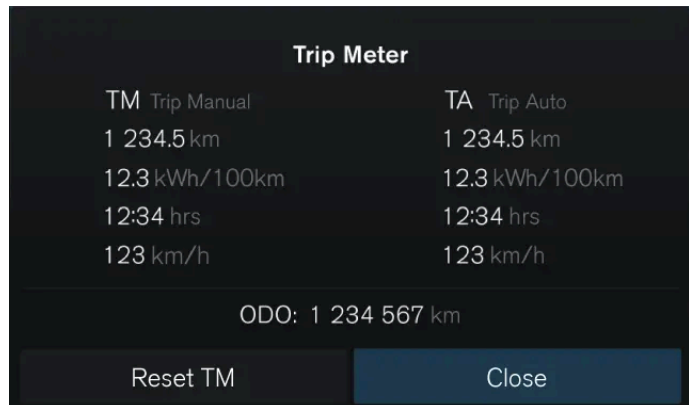 Trip Meter
TM Trip Manual
1 234.5 km
12.3 kWh/100km
12:34 hrs
123 km/h
TA Trip Auto
1 234.5 km
12.3 kWh/100km
12:34 hrs
123 km/h
ODO: 1 234 567 km
Reset TM
Close